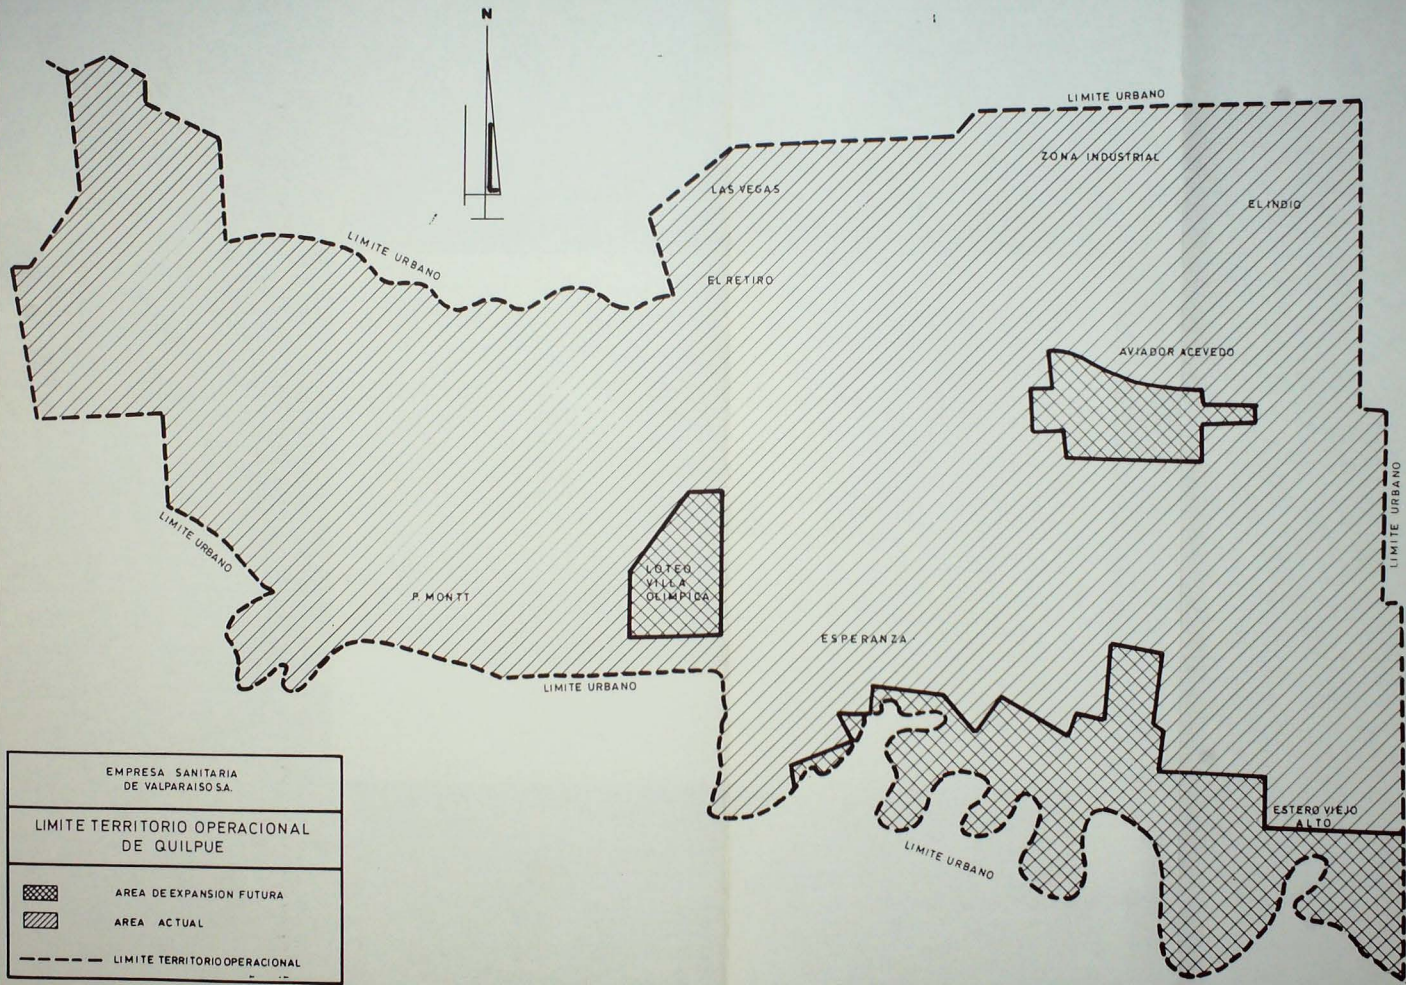 N
LIMITE URBANO
ZONA INDUSTRIAL
LAS VEGAS
EL INDIO
LIMITE URBANO
EL RETIRO
AVIADOR ACEVEDO
LIMITE URBANO
LIMITE URBANO
LOTEO
VILLA
OLIMPICA
P. MONTT
ESPERANZA
LIMITE URBANO
ESTERO VIEJO
ALTO
LIMITE URBANO
EMPRESA SANITARIA
DE VALPARAISO S.A.
LIMITE TERRITORIO OPERACIONAL
DE QUILPUE
AREA DE EXPANSION FUTURA
AREA ACTUAL
LIMITE TERRITORIO OPERACIONAL